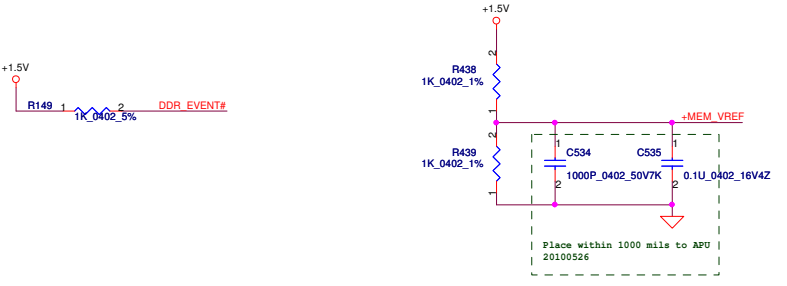 +1.5V
R149
1
2
1K_0402_5%
DDR_EVENT#
+1.5V
R438
1K_0402_1%
2
1
+MEM_VREF
R439
1K_0402_1%
2
1
C534
1
2
1000P_0402_50V7K
C535
1
2
0.1U_0402_16V4Z
Place within 1000 mils to APU
20100526